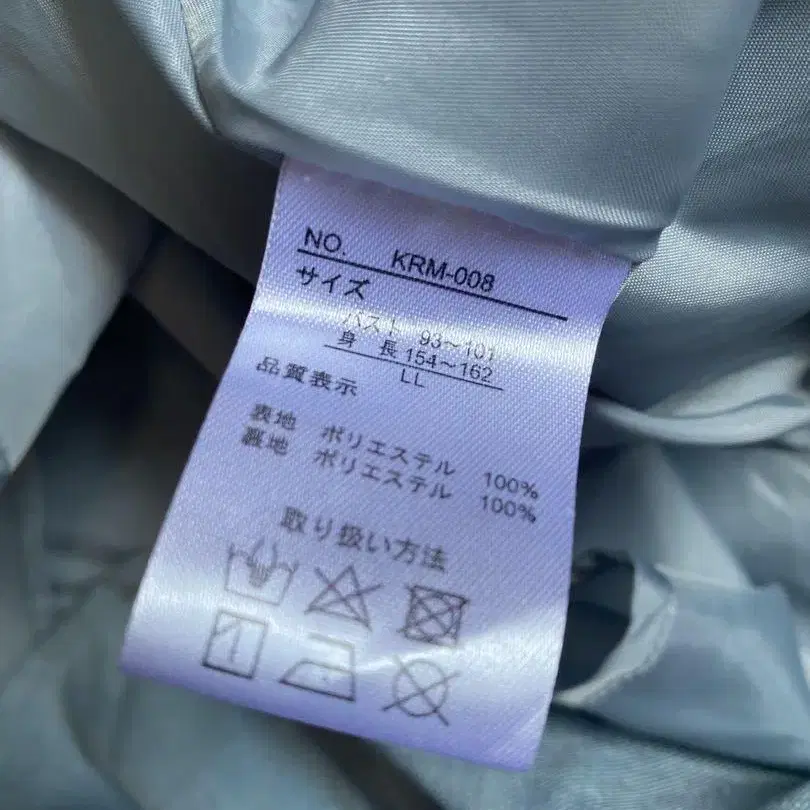 NO. KRM-008
サイズ
バスト 93～101
身 長 154～162
LL
品質表示
表地 ポリエステル 100%
裏地 ポリエステル 100%
取り扱い方法